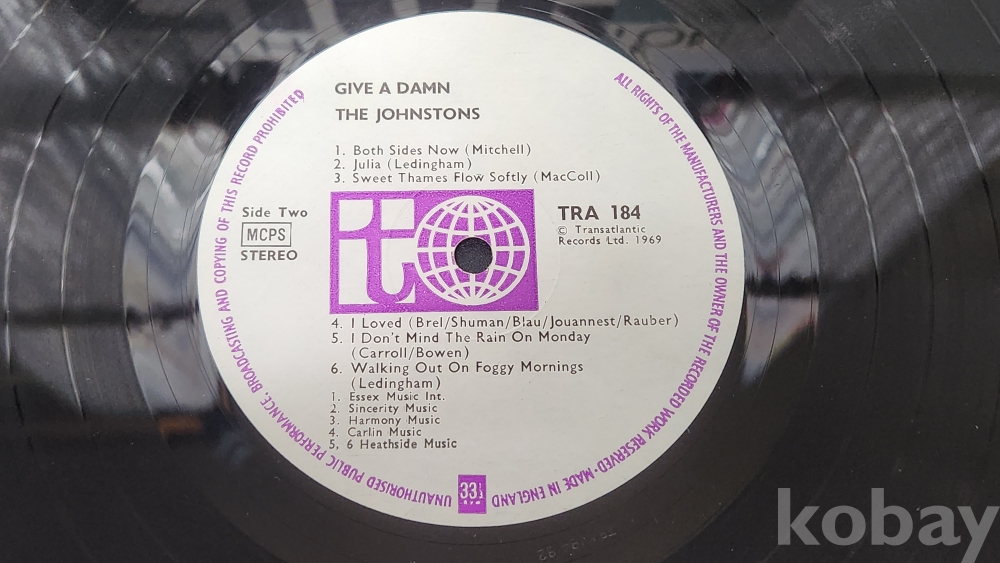 GIVE A DAMN
THE JOHNSTONS
1. Both Sides Now (Mitchell)
2. Julia (Ledingham)
3. Sweet Thames Flow Softly (MacColl)
Side Two
MCPS
STEREO
it
TRA 184
© Transatlantic
Records Ltd. 1969
4. I Loved (Brel/Shuman/Blau/Jouannest/Rauber)
5. I Don't Mind The Rain On Monday
(Carroll/Bowen)
6. Walking Out On Foggy Mornings
(Ledingham)
1. Essex Music Int.
2. Sincerity Music
3. Harmony Music
4. Carlin Music
5, 6 Heathside Music
33⅓
RPM
ALL RIGHTS OF THE MANUFACTURERS AND THE OWNER OF THE RECORDED WORK RESERVED · MADE IN ENGLAND
UNAUTHORISED PUBLIC PERFORMANCE, BROADCASTING AND COPYING OF THIS RECORD PROHIBITED
kobay